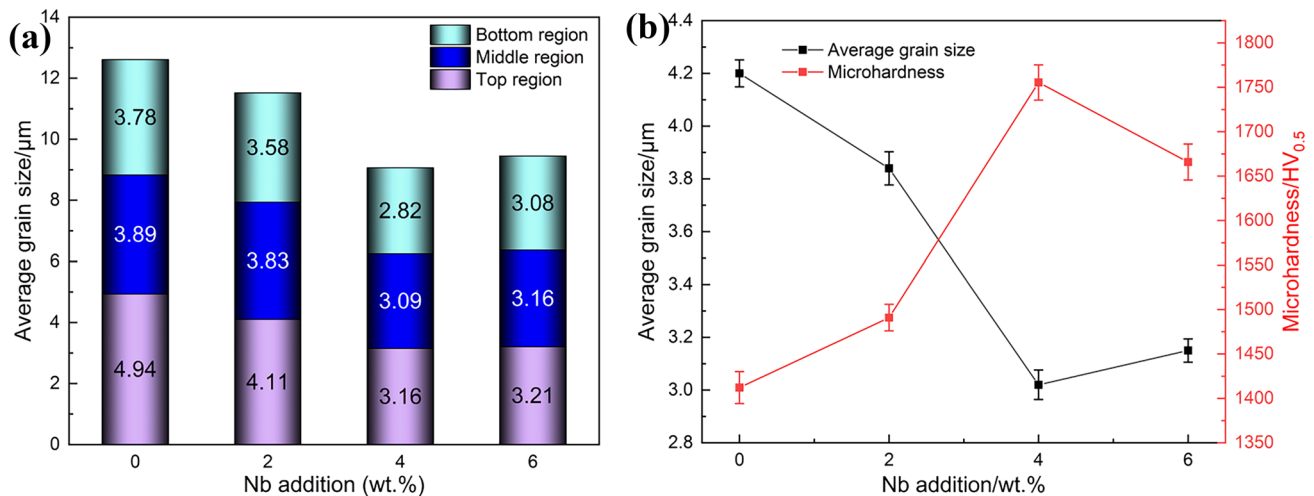 (a)
Average grain size/μm
14
12
10
8
6
4
2
0
Bottom region
Middle region
Top region
3.78
3.89
4.94
3.58
3.83
4.11
2.82
3.09
3.16
3.08
3.16
3.21
0 2 4 6
Nb addition (wt.%)
(b)
Average grain size/μm
4.4
4.2
4.0
3.8
3.6
3.4
3.2
3.0
2.8
Average grain size
Microhardness
0 2 4 6
Nb addition/wt.%
1800
1750
1700
1650
1600
1550
1500
1450
1400
1350
Microhardness/HV0.5